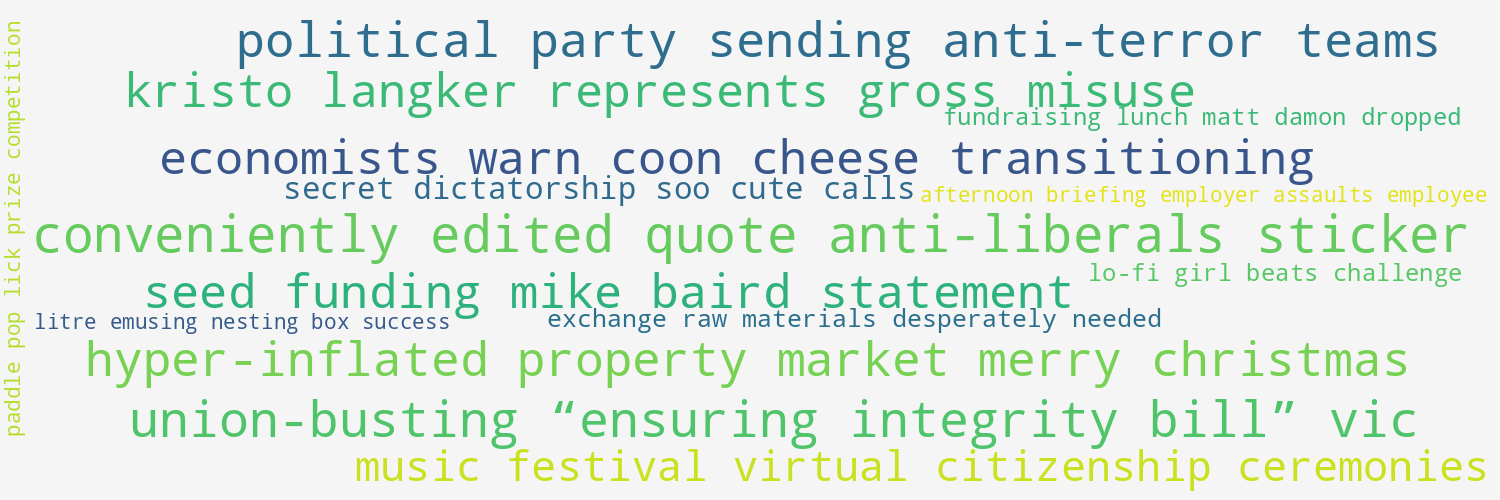 political party sending anti-terror teams
kristo langker represents gross misuse
fundraising lunch matt damon dropped
economists warn coon cheese transitioning
secret dictatorship soo cute calls
afternoon briefing employer assaults employee
conveniently edited quote anti-liberals sticker
lo-fi girl beats challenge
seed funding mike baird statement
litre emusing nesting box success
exchange raw materials desperately needed
hyper-inflated property market merry christmas
union-busting “ensuring integrity bill” vic
music festival virtual citizenship ceremonies
paddle pop lick prize competition